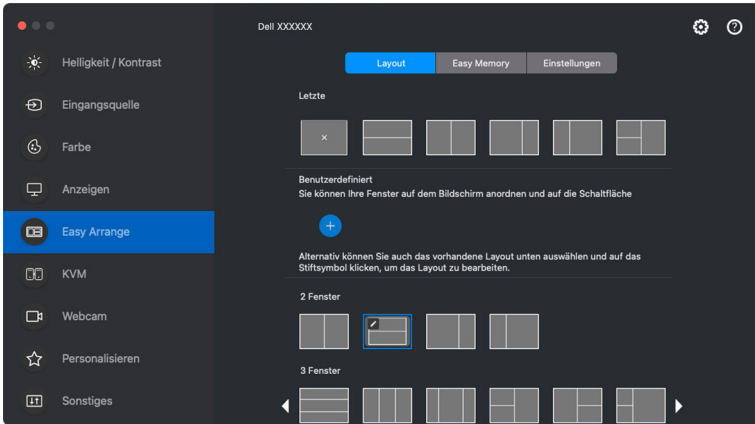 Dell XXXXXX
Helligkeit / Kontrast
Eingangsquelle
Farbe
Anzeigen
Easy Arrange
KVM
Webcam
Personalisieren
Sonstiges
Layout
Easy Memory
Einstellungen
Letzte
Benutzerdefiniert
Sie können Ihre Fenster auf dem Bildschirm anordnen und auf die Schaltfläche
Alternativ können Sie auch das vorhandene Layout unten auswählen und auf das
Stiftsymbol klicken, um das Layout zu bearbeiten.
2 Fenster
3 Fenster